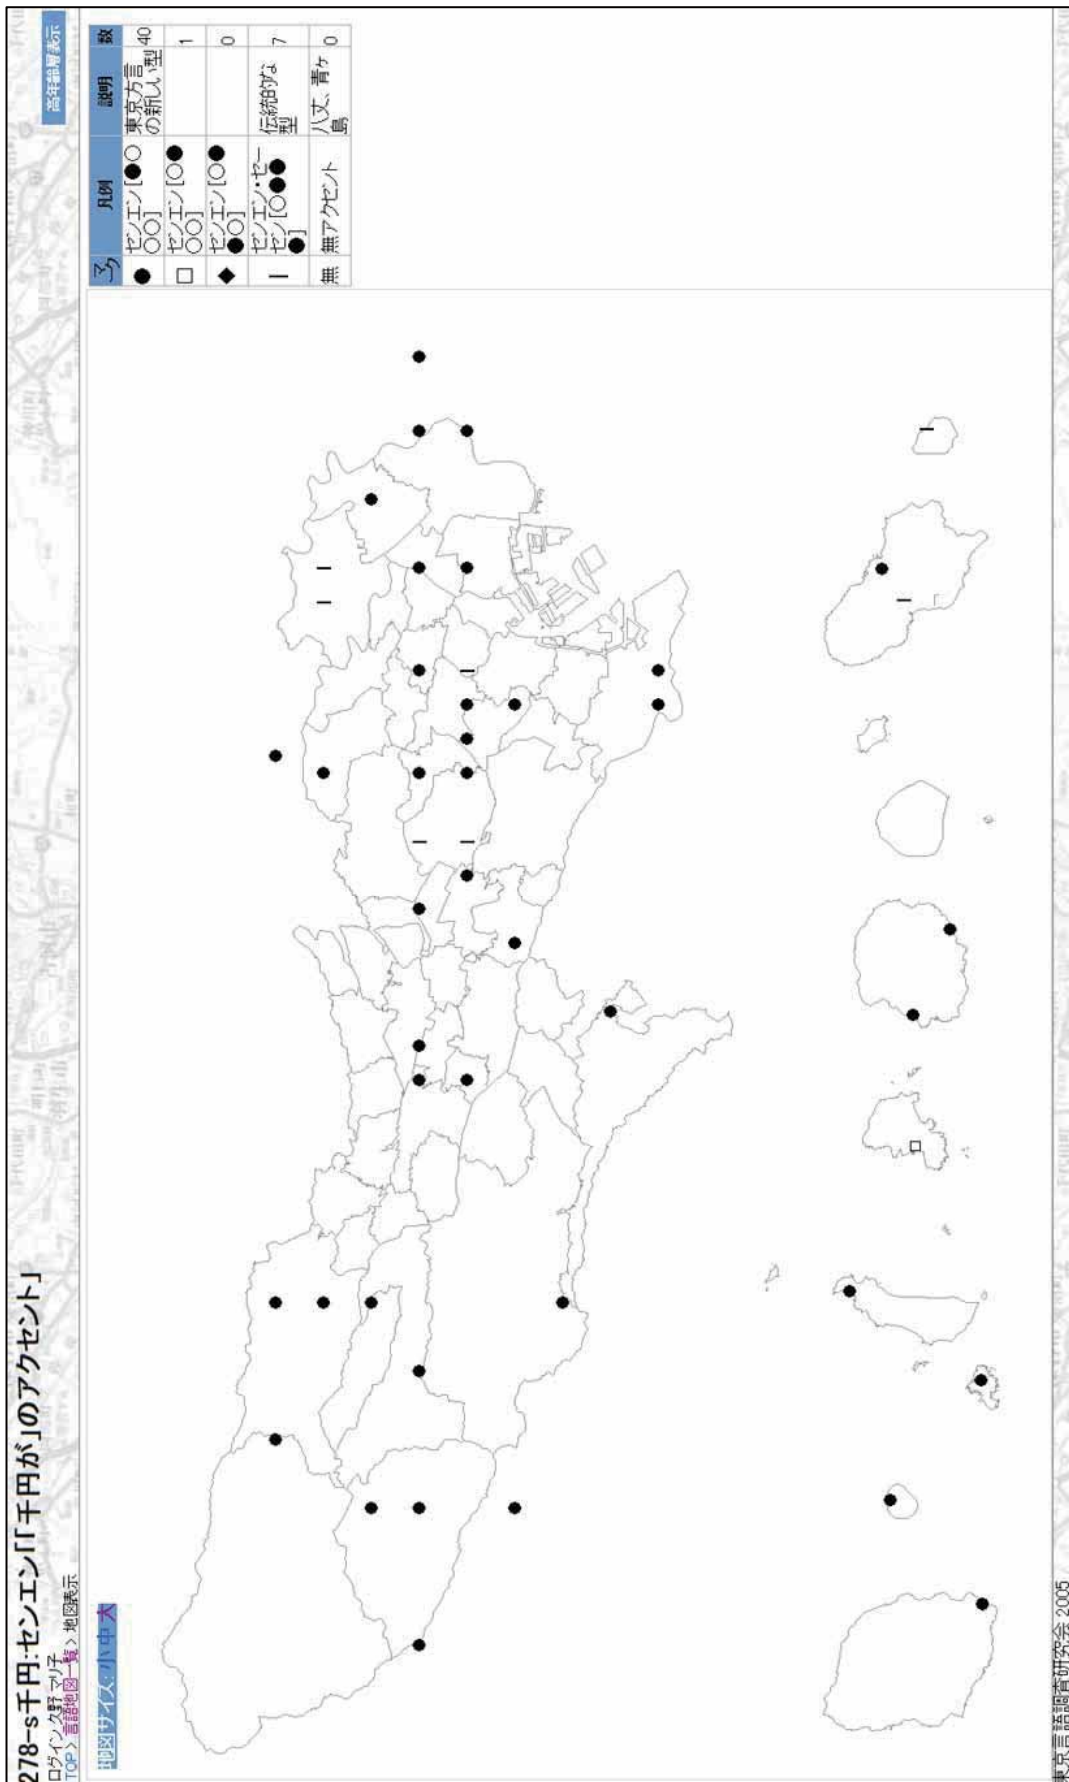 278-s千円:センエン「「千円が」のアクセント」
ログイン:久野 マリ子
TOP > 言語地図一覧 > 地図表示
高年齢層表示
地図サイズ: 小 中 大
マーク 凡例 説明 数
● センエン[●○○○] 東京方言の新しい型 40
□ センエン[○●○○] 1
◆ センエン[○●●○] 0
| センエン・セーセン[○●●●] 伝統的な型 7
無 無アクセント 八丈、青ヶ島 0
東京言語調査研究会 2005